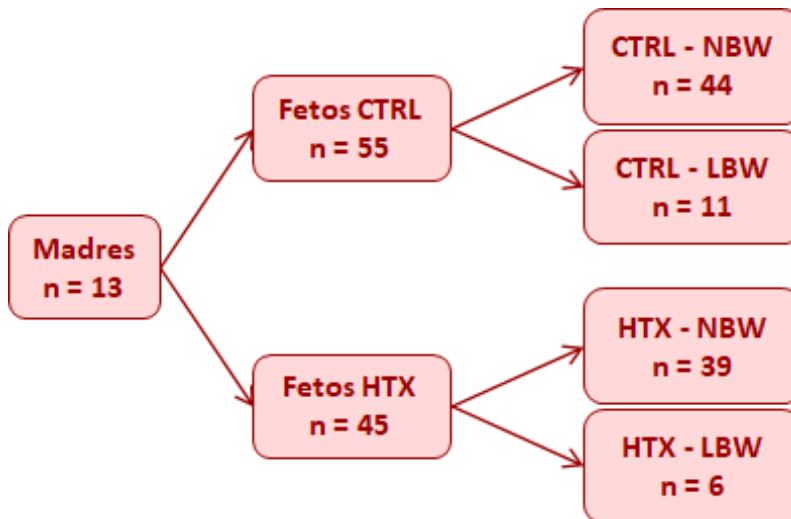 Madres
n = 13
Fetos CTRL
n = 55
Fetos HTX
n = 45
CTRL - NBW
n = 44
CTRL - LBW
n = 11
HTX - NBW
n = 39
HTX - LBW
n = 6